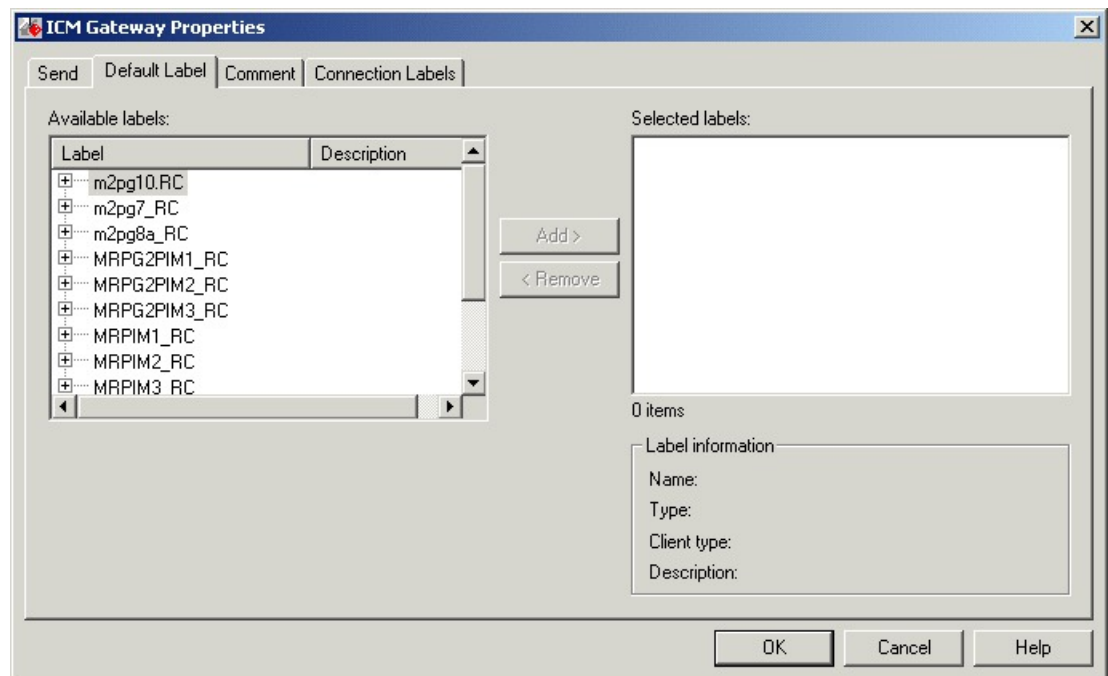 ICM Gateway Properties
Send Default Label Comment Connection Labels
Available labels:
Label Description
m2pg10.RC
m2pg7_RC
m2pg8a_RC
MRPG2PIM1_RC
MRPG2PIM2_RC
MRPG2PIM3_RC
MRPIM1_RC
MRPIM2_RC
MRPIM3_RC
Add >
< Remove
Selected labels:
0 items
Label information
Name:
Type:
Client type:
Description:
OK Cancel Help